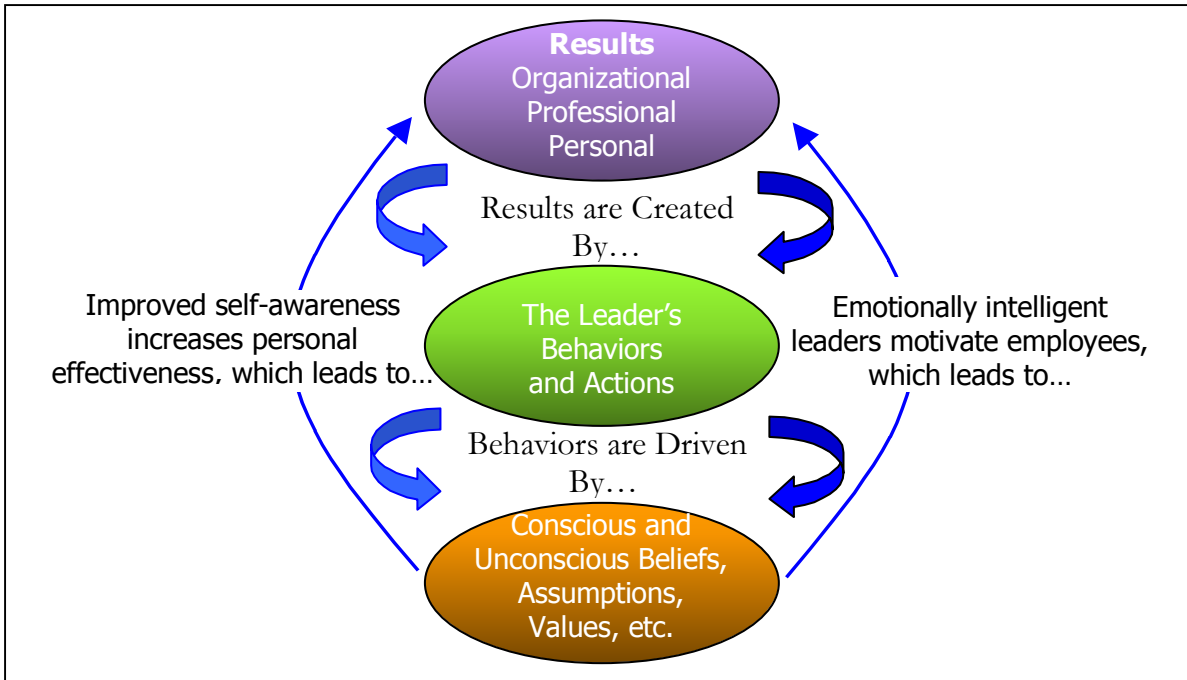 Results
Organizational
Professional
Personal
Results are Created
By…
Improved self-awareness
increases personal
effectiveness, which leads to…
The Leader’s
Behaviors
and Actions
Emotionally intelligent
leaders motivate employees,
which leads to…
Behaviors are Driven
By…
Conscious and
Unconscious Beliefs,
Assumptions,
Values, etc.